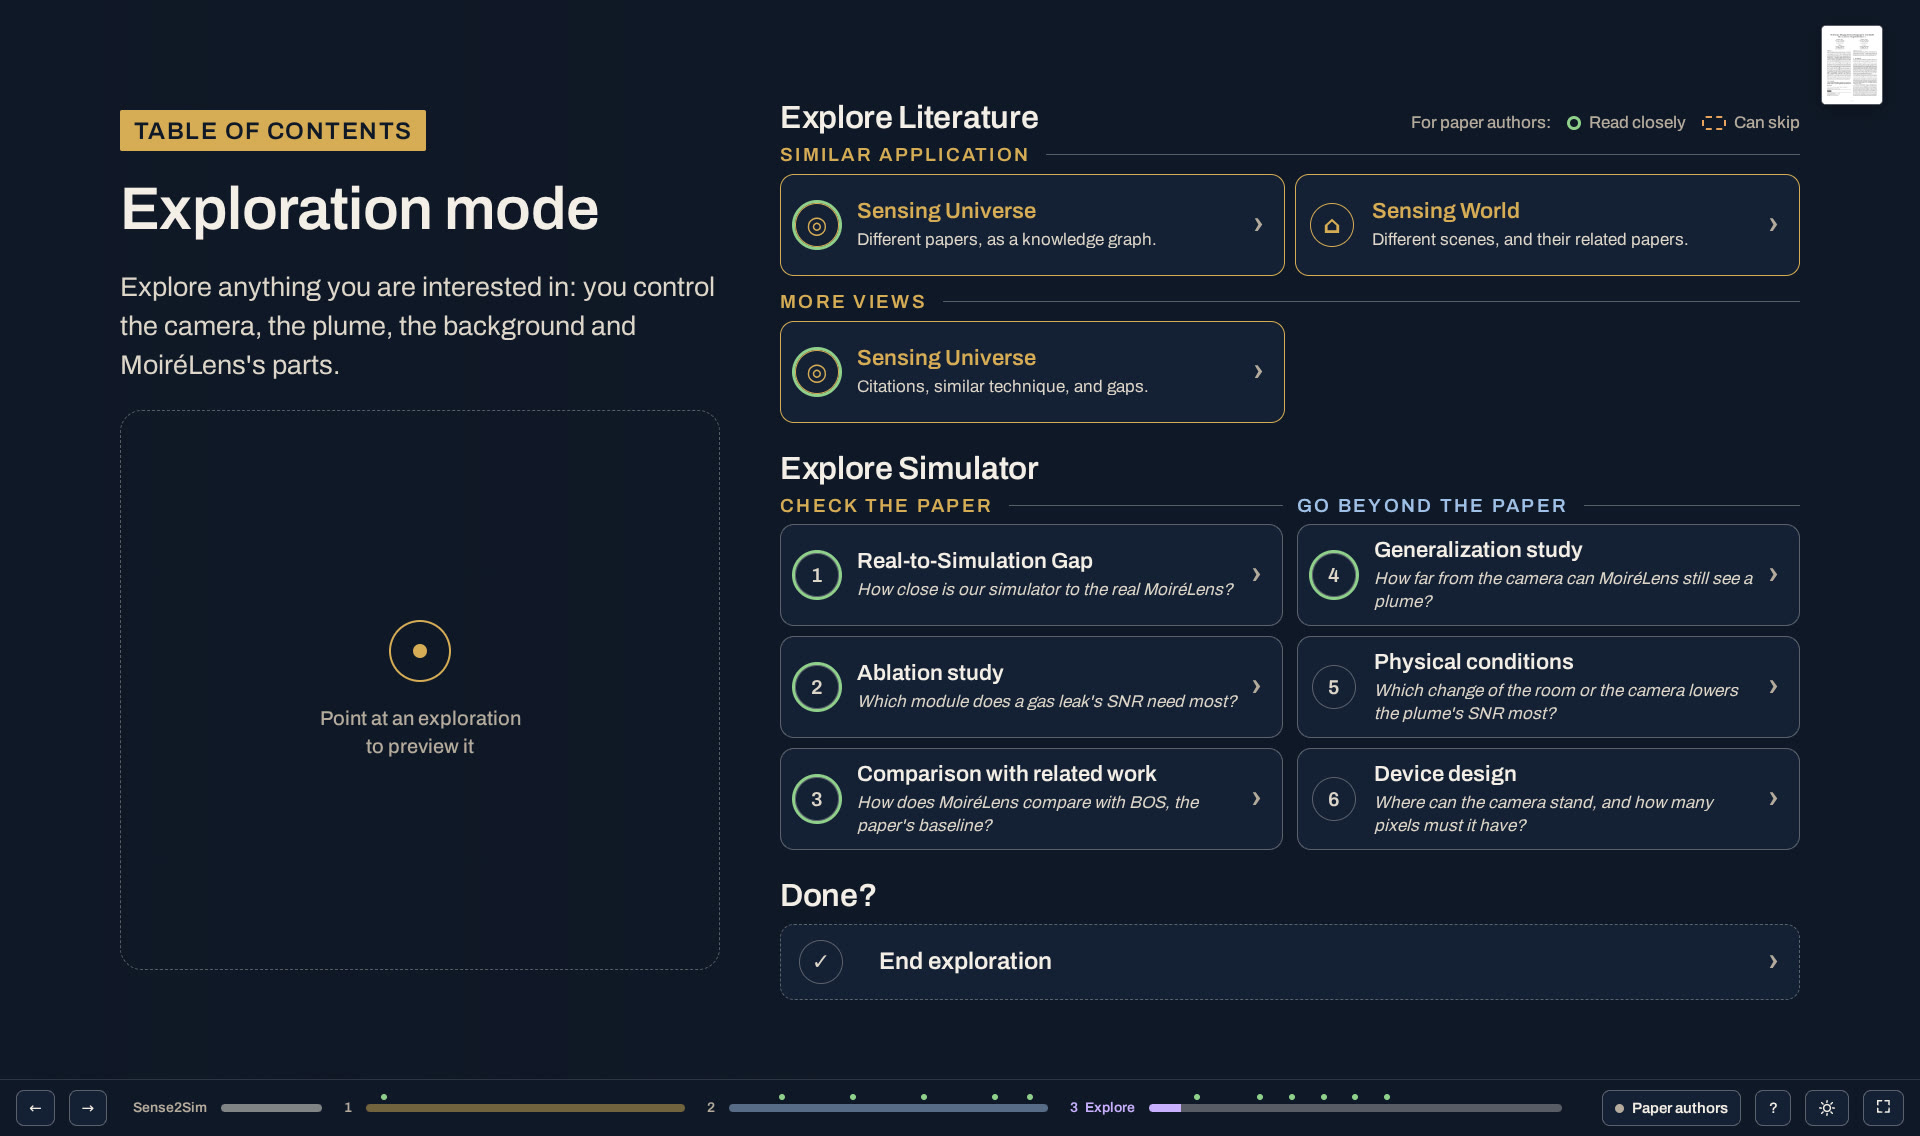 TABLE OF CONTENTS
Exploration mode
Explore anything you are interested in: you control
the camera, the plume, the background and
MoiréLens's parts.
Point at an exploration
to preview it
Explore Literature
For paper authors: Read closely Can skip
SIMILAR APPLICATION
Sensing Universe
Different papers, as a knowledge graph.
Sensing World
Different scenes, and their related papers.
MORE VIEWS
Sensing Universe
Citations, similar technique, and gaps.
Explore Simulator
CHECK THE PAPER
1
Real-to-Simulation Gap
How close is our simulator to the real MoiréLens?
2
Ablation study
Which module does a gas leak's SNR need most?
3
Comparison with related work
How does MoiréLens compare with BOS, the
paper's baseline?
GO BEYOND THE PAPER
4
Generalization study
How far from the camera can MoiréLens still see a
plume?
5
Physical conditions
Which change of the room or the camera lowers
the plume's SNR most?
6
Device design
Where can the camera stand, and how many
pixels must it have?
Done?
✓ End exploration
← → Sense2Sim 1 2 3 Explore Paper authors ?